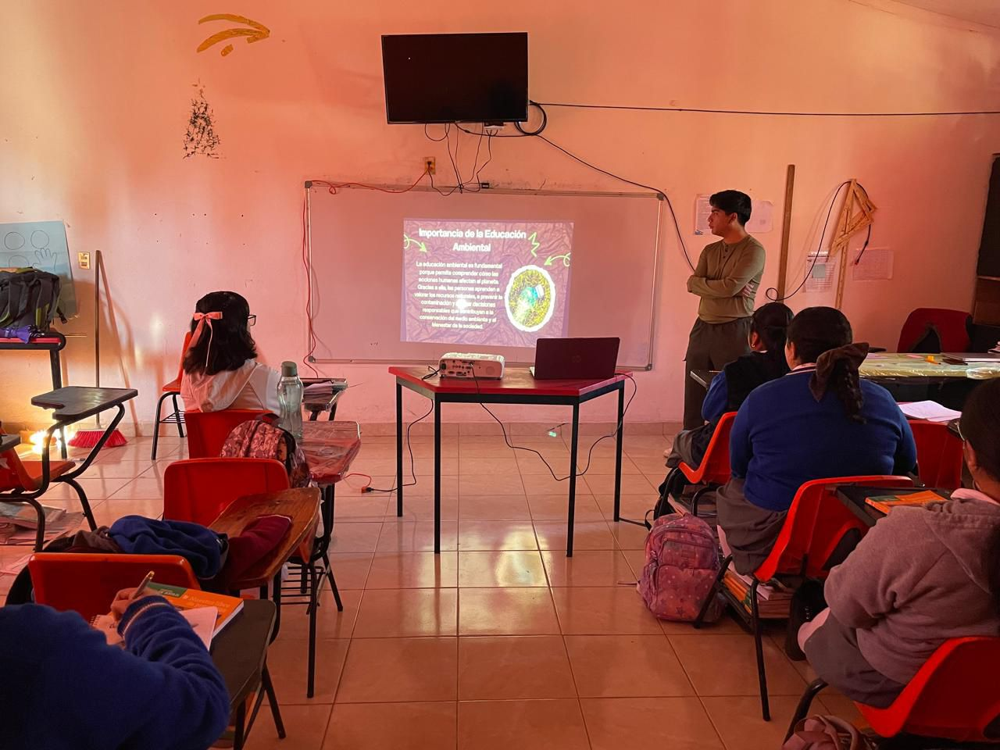 Importancia de la Educación
Ambiental
La educación ambiental es fundamental
porque permite comprender cómo las
acciones humanas afectan el planeta.
Gracias a ella, las personas aprenden a
valorar los recursos naturales, a prevenir la
contaminación y decisiones
responsables que contribuyan a la
conservación del medio ambiente y al
bienestar de la sociedad.